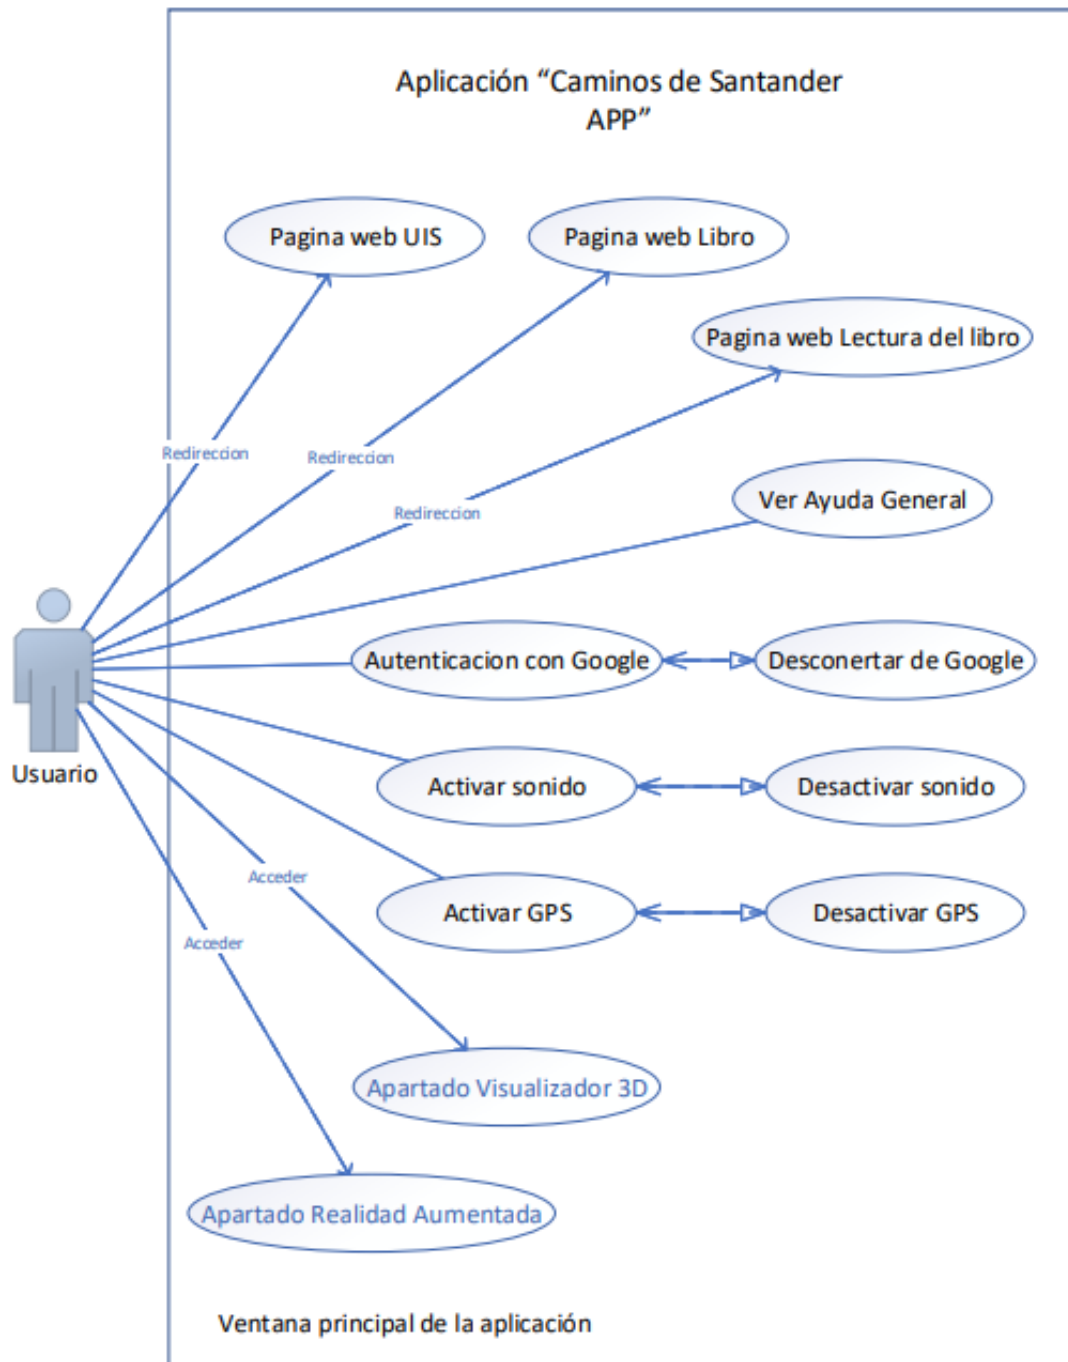 Aplicación “Caminos de Santander
APP”
Pagina web UIS
Pagina web Libro
Pagina web Lectura del libro
Redireccion
Redireccion
Redireccion
Ver Ayuda General
Autenticacion con Google
Desconertar de Google
Usuario
Activar sonido
Desactivar sonido
Acceder
Activar GPS
Desactivar GPS
Acceder
Apartado Visualizador 3D
Apartado Realidad Aumentada
Ventana principal de la aplicación